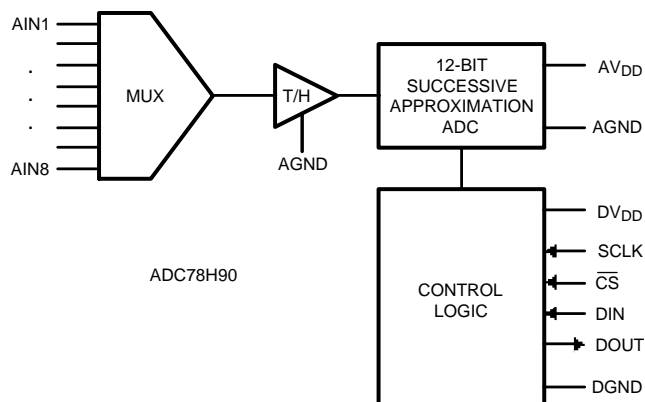 AIN1
.
.
.
AIN8
MUX
T/H
AGND
12-BIT
SUCCESSIVE
APPROXIMATION
ADC
AVDD
AGND
CONTROL
LOGIC
DVDD
SCLK
CS
DIN
DOUT
DGND
ADC78H90